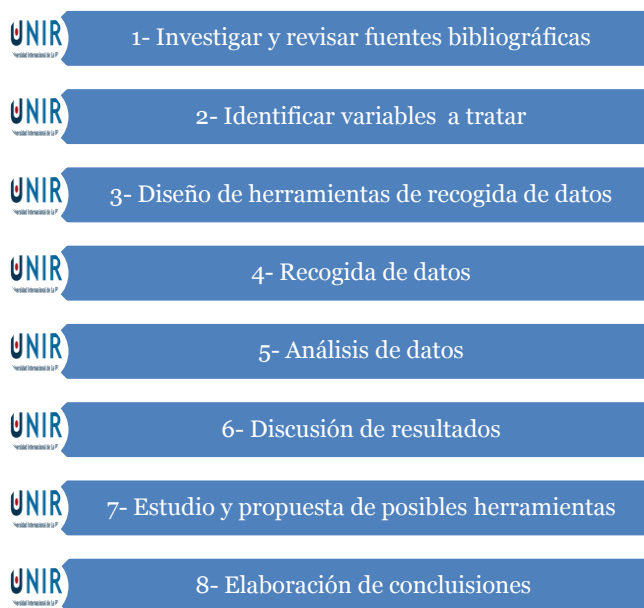 UNIR
1- Investigar y revisar fuentes bibliográficas
UNIR
2- Identificar variables a tratar
UNIR
3- Diseño de herramientas de recogida de datos
UNIR
4- Recogida de datos
UNIR
5- Análisis de datos
UNIR
6- Discusión de resultados
UNIR
7- Estudio y propuesta de posibles herramientas
UNIR
8- Elaboración de concluisiones